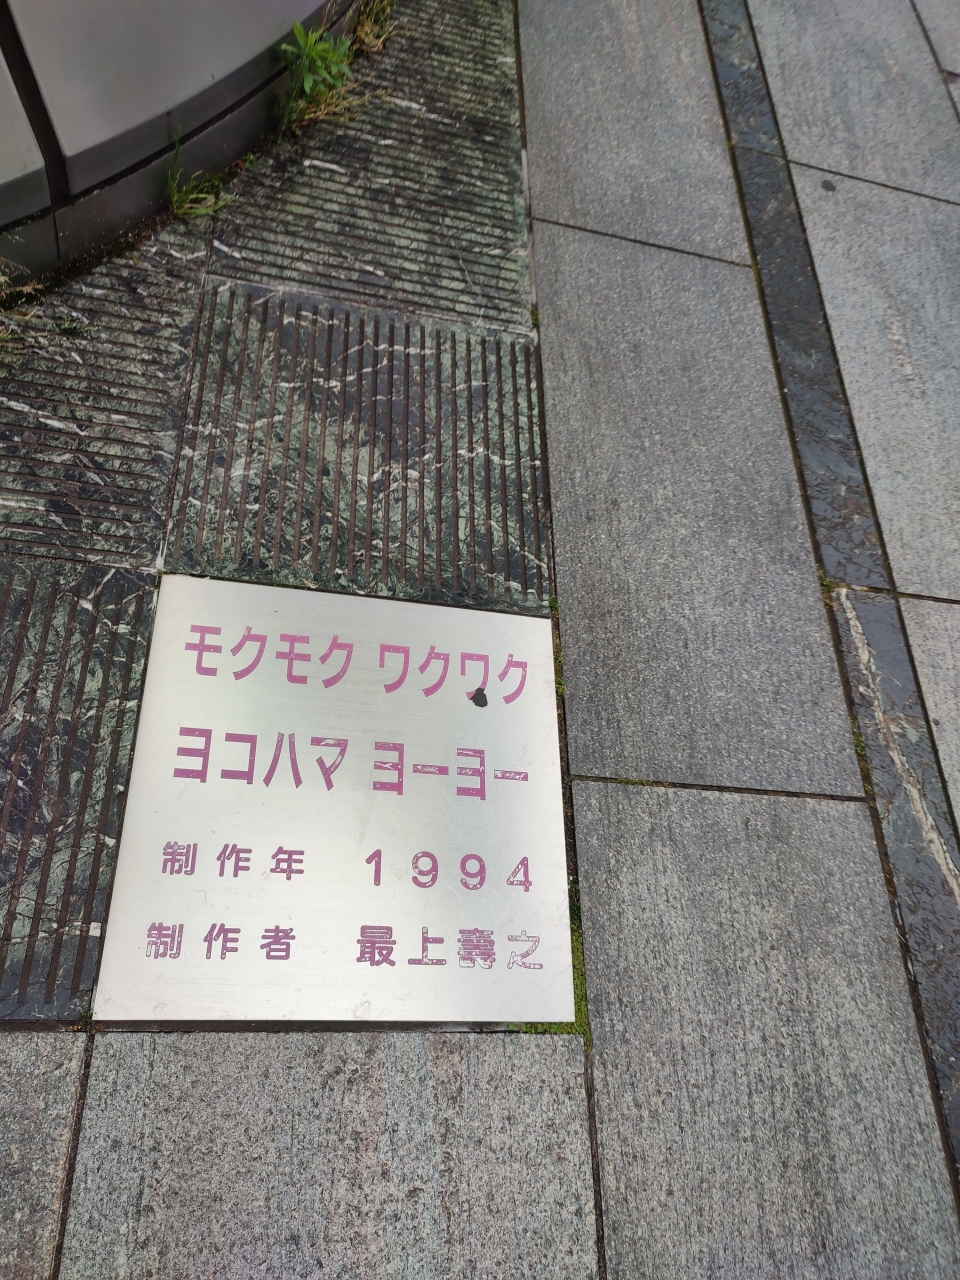 モクモク ワクワク
ヨコハマ ヨーヨー
制作年 1994
制作者 最上壽之